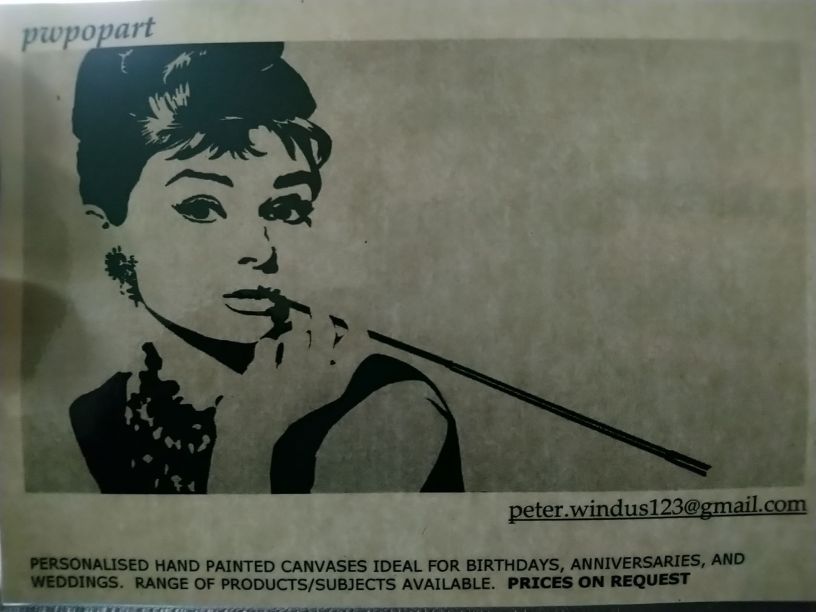 pwpopart
peter.windus123@gmail.com
PERSONALISED HAND PAINTED CANVASES IDEAL FOR BIRTHDAYS, ANNIVERSARIES, AND
WEDDINGS. RANGE OF PRODUCTS/SUBJECTS AVAILABLE. PRICES ON REQUEST